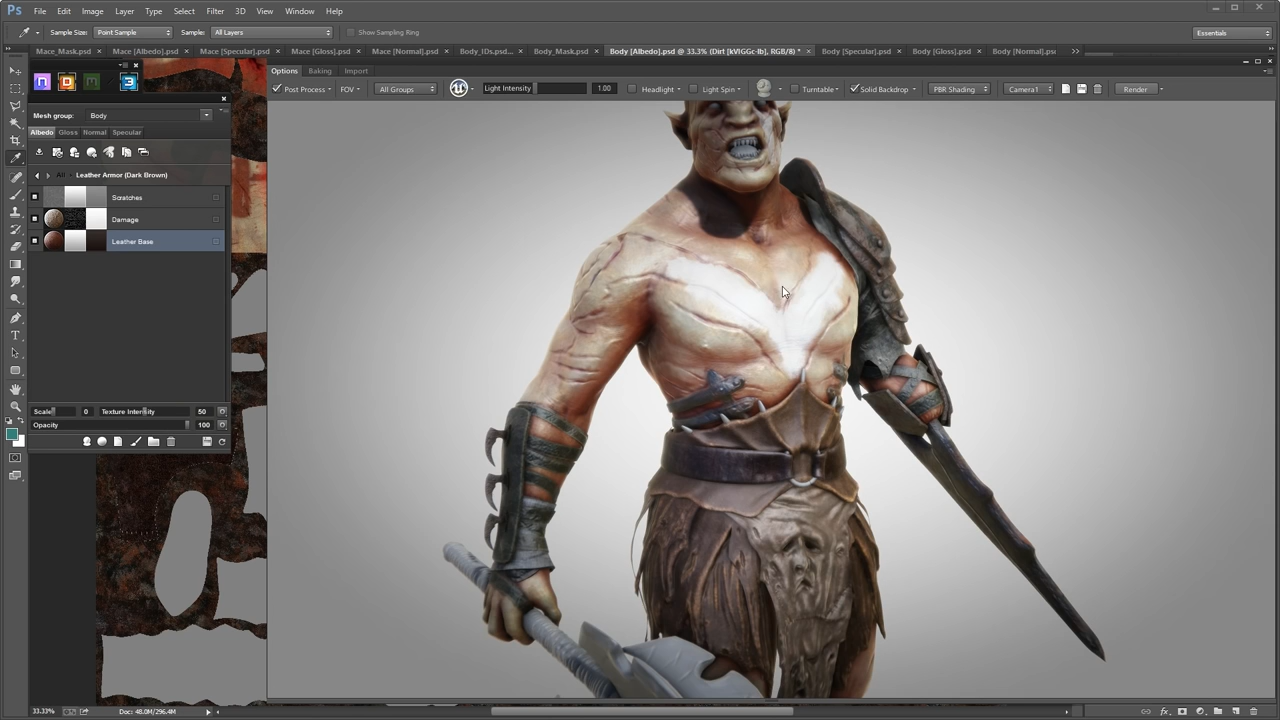 Ps File Edit Image Layer Type Select Filter 3D View Window Help
Sample Size: Point Sample Sample: All Layers Show Sampling Ring Essentials
Mace_Mask.psd × Mace [Albedo].psd × Mace [Specular].psd × Mace [Gloss].psd × Mace [Normal].psd × Body_IDs.psd... × Body_Mask.psd × Body [Albedo].psd @ 33.3% (Dirt [kVIGGc-lb], RGB/8) * × Body [Specular].psd × Body [Gloss].psd × Body [Normal].psd
Options Baking Import
Post Process FOV All Groups Light Intensity 1.00 Headlight Light Spin Turntable Solid Backdrop PBR Shading Camera1 Render
Mesh group: Body
Albedo Gloss Normal Specular
All > Leather Armor (Dark Brown)
Scratches
Damage
Leather Base
Scale 0 Texture Intensity 50
Opacity 100
33.33% Doc: 48.0M/296.4M